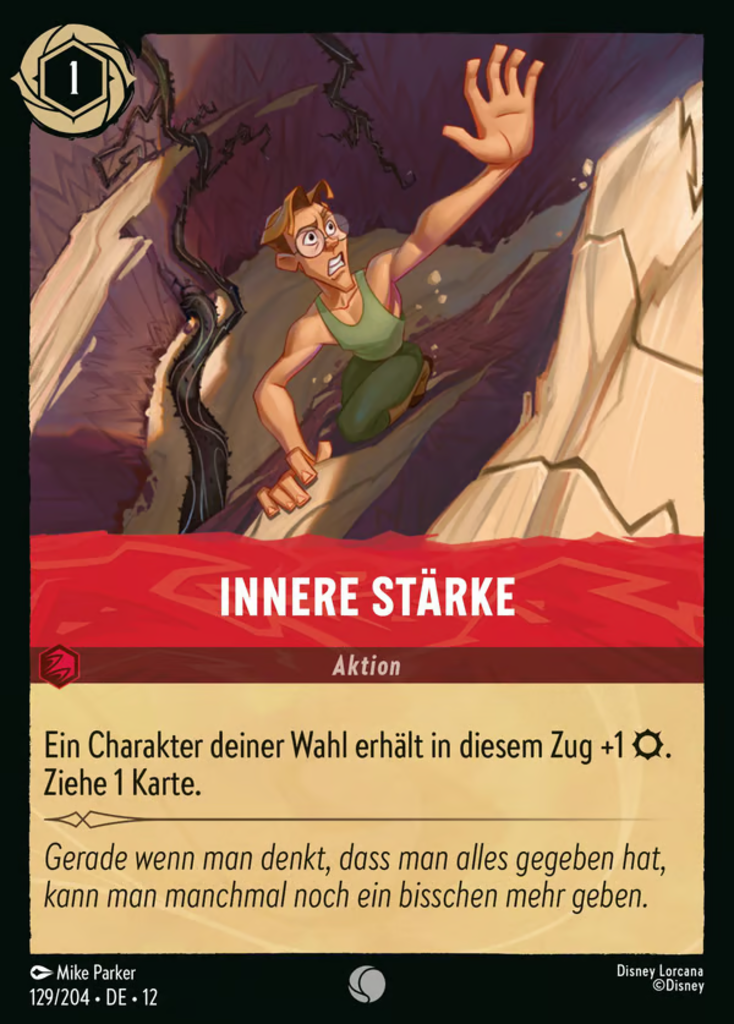 1
INNERE STÄRKE
Aktion
Ein Charakter deiner Wahl erhält in diesem Zug +1 .
Ziehe 1 Karte.
Gerade wenn man denkt, dass man alles gegeben hat,
kann man manchmal noch ein bisschen mehr geben.
Mike Parker
Disney Lorcana
129/204 • DE • 12
©Disney